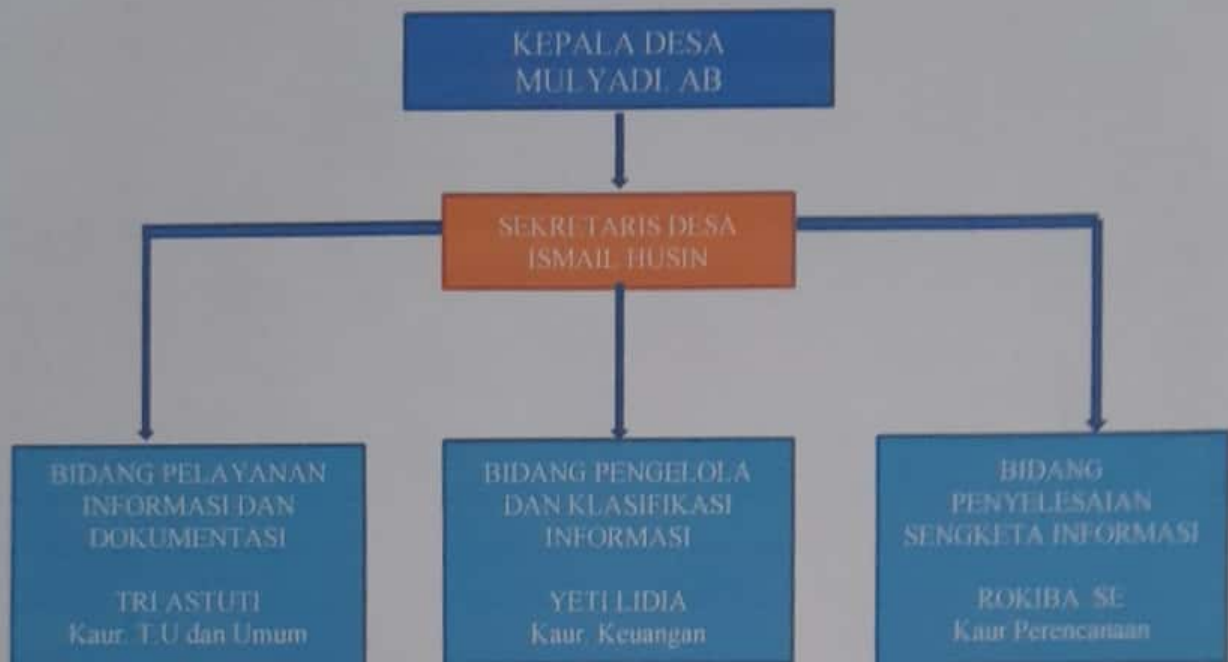 KEPALA DESA
MULYADI. AB
SEKRETARIS DESA
ISMAIL HUSIN
BIDANG PELAYANAN
INFORMASI DAN
DOKUMENTASI
TRI ASTUTI
Kaur. T.U dan Umum
BIDANG PENGELOLA
DAN KLASIFIKASI
INFORMASI
YETI LIDIA
Kaur. Keuangan
BIDANG
PENYELESAIAN
SENGKETA INFORMASI
ROKIBA SE
Kaur Perencanaan